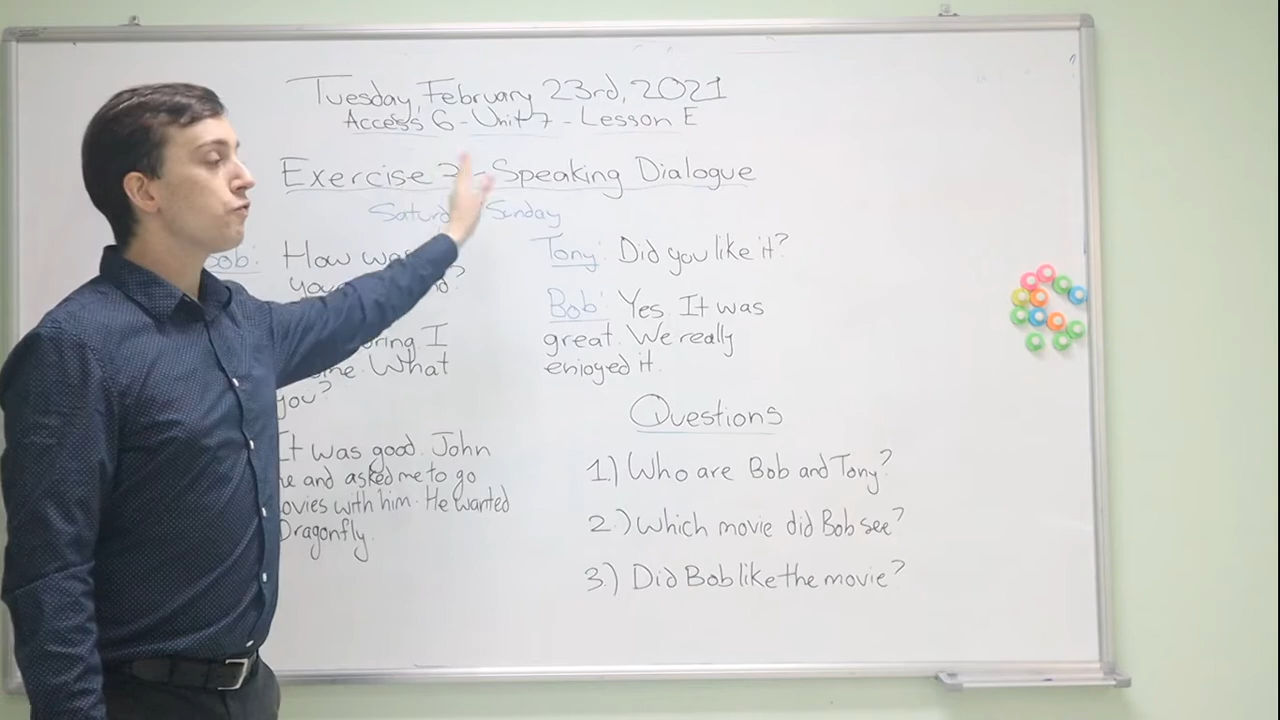 Tuesday, February 23rd, 2021
Access 6 - Unit 7 - Lesson E
Exercise - Speaking Dialogue
Sunday
Bob: How
I
What
you?
It was good. John
and asked me to go
with him. He wanted
Dragonfly.
Tony: Did you like it?
Bob: Yes. It was
great. We really
enjoyed it.
Questions
1.) Who are Bob and Tony?
2.) Which movie did Bob see?
3.) Did Bob like the movie?